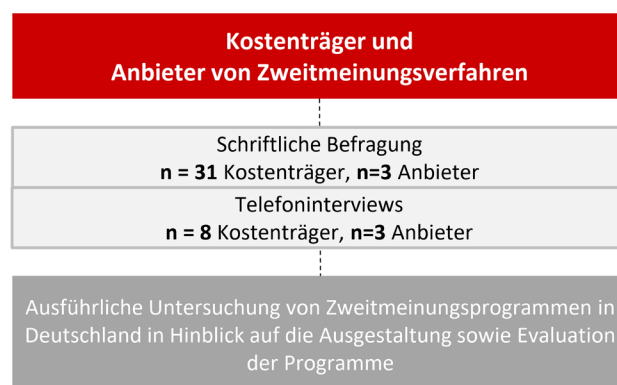 Kostenträger und
Anbieter von Zweitmeinungsverfahren
Schriftliche Befragung
n = 31 Kostenträger, n=3 Anbieter
Telefoninterviews
n = 8 Kostenträger, n=3 Anbieter
Ausführliche Untersuchung von Zweitmeinungsprogrammen in
Deutschland in Hinblick auf die Ausgestaltung sowie Evaluation
der Programme